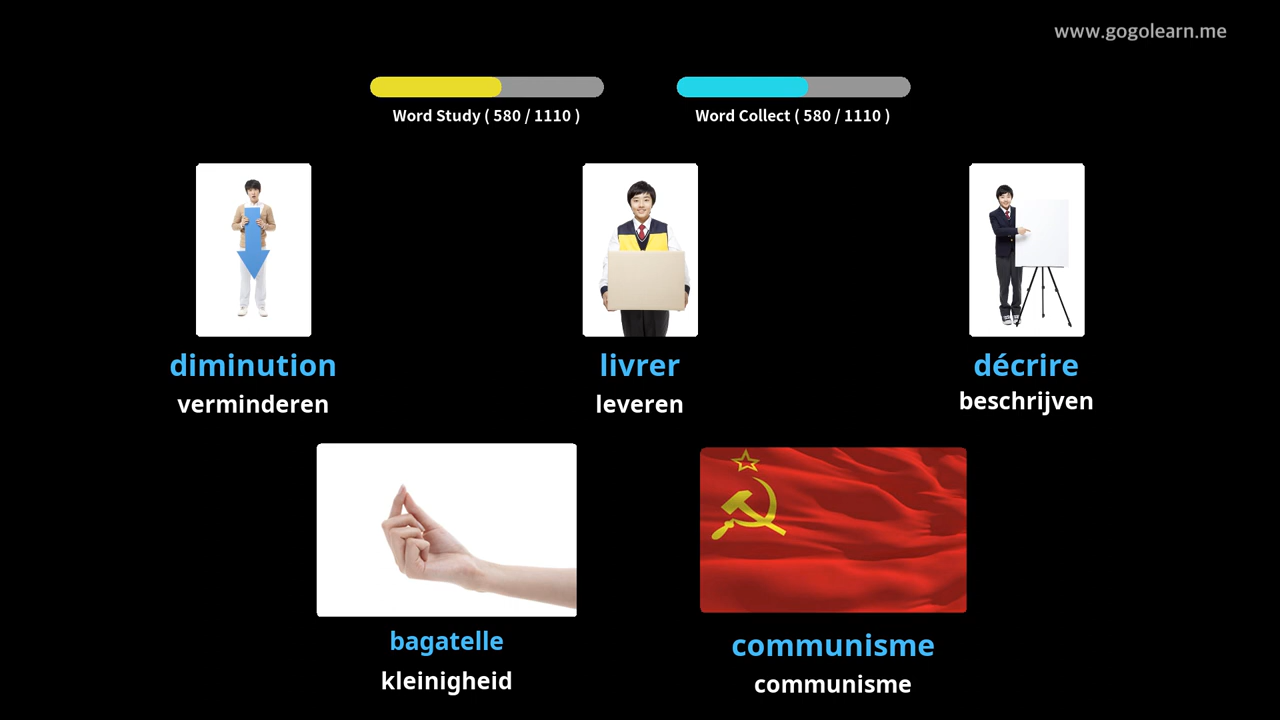 www.gogolearn.me
Word Study ( 580 / 1110 )
Word Collect ( 580 / 1110 )
diminution
verminderen
livrer
leveren
décrire
beschrijven
bagatelle
kleinigheid
communisme
communisme